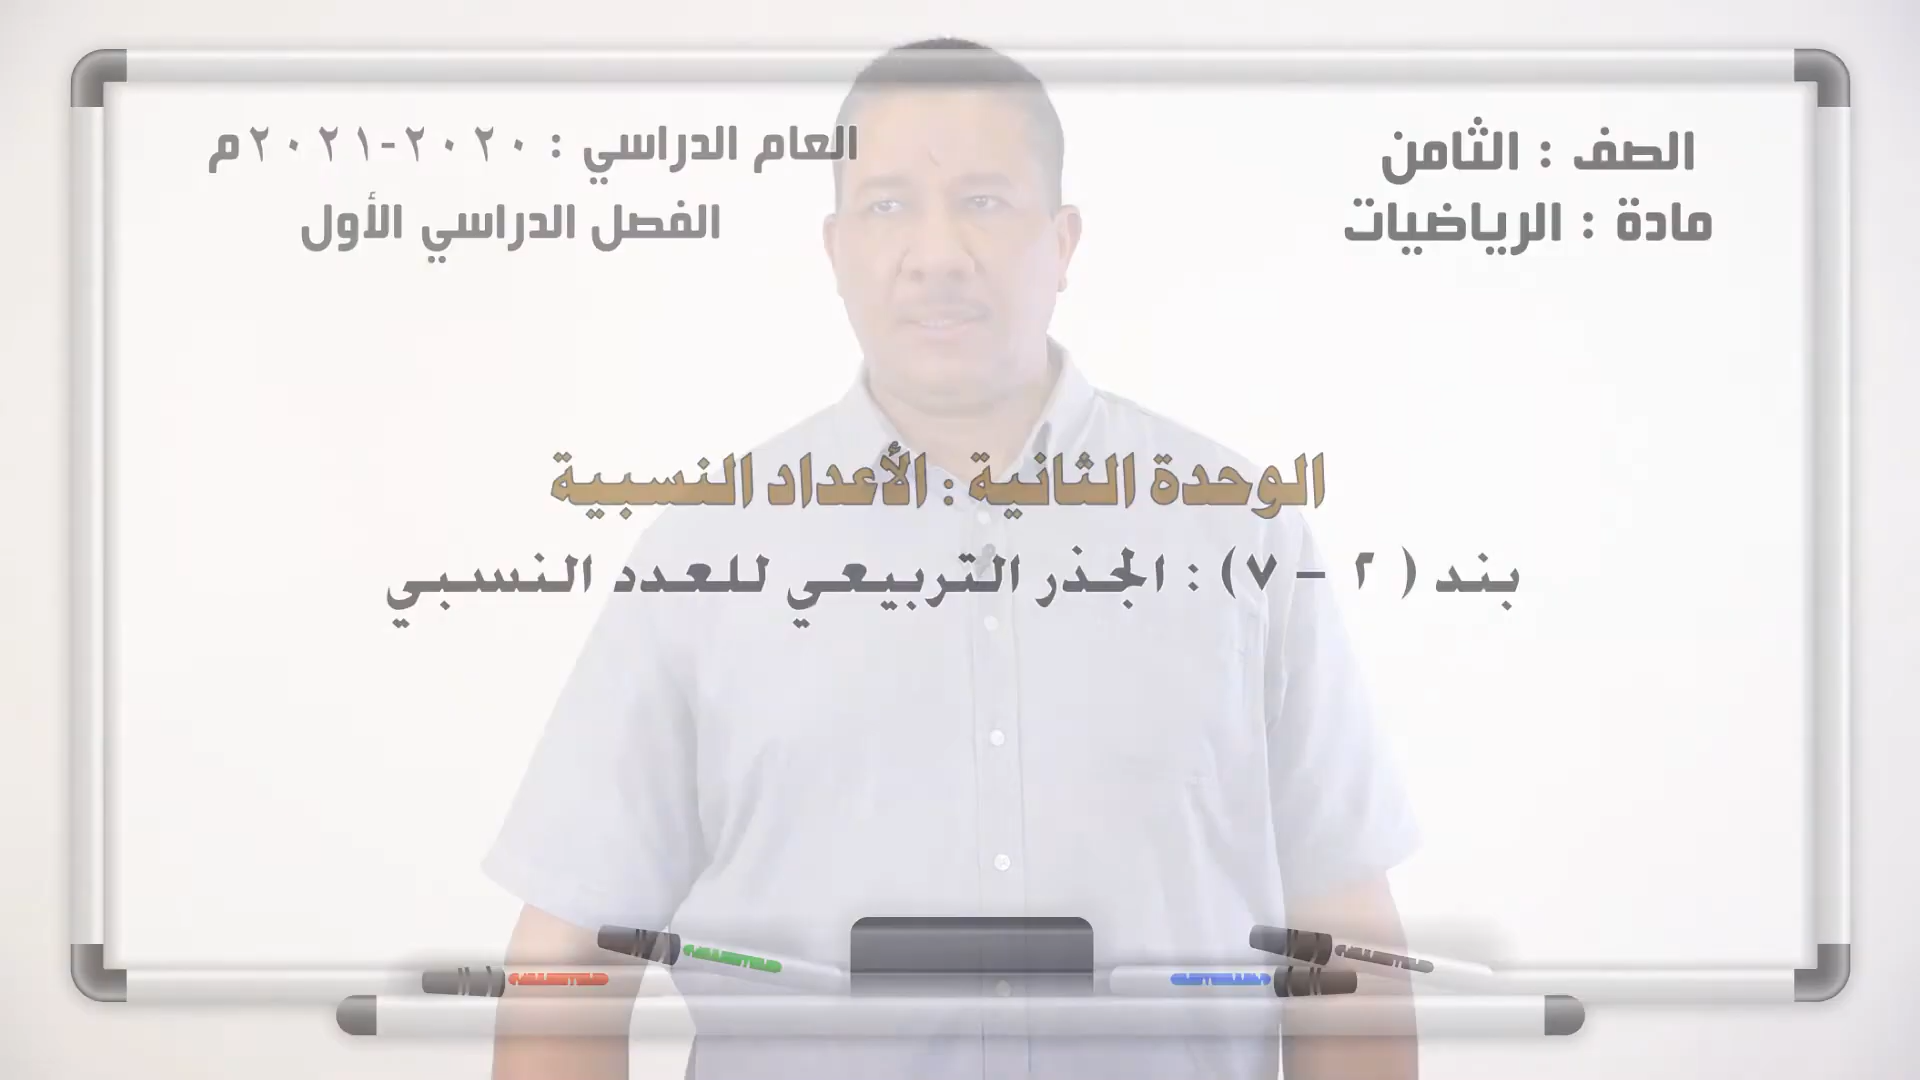 الصف : الثامن
مادة : الرياضيات
العام الدراسي : ٢٠٢٠-٢٠٢١م
الفصل الدراسي الأول
الوحدة الثانية : الأعداد النسبية
بند ( ٢ – ٧ ) : الجذر التربيعي للعدد النسبي